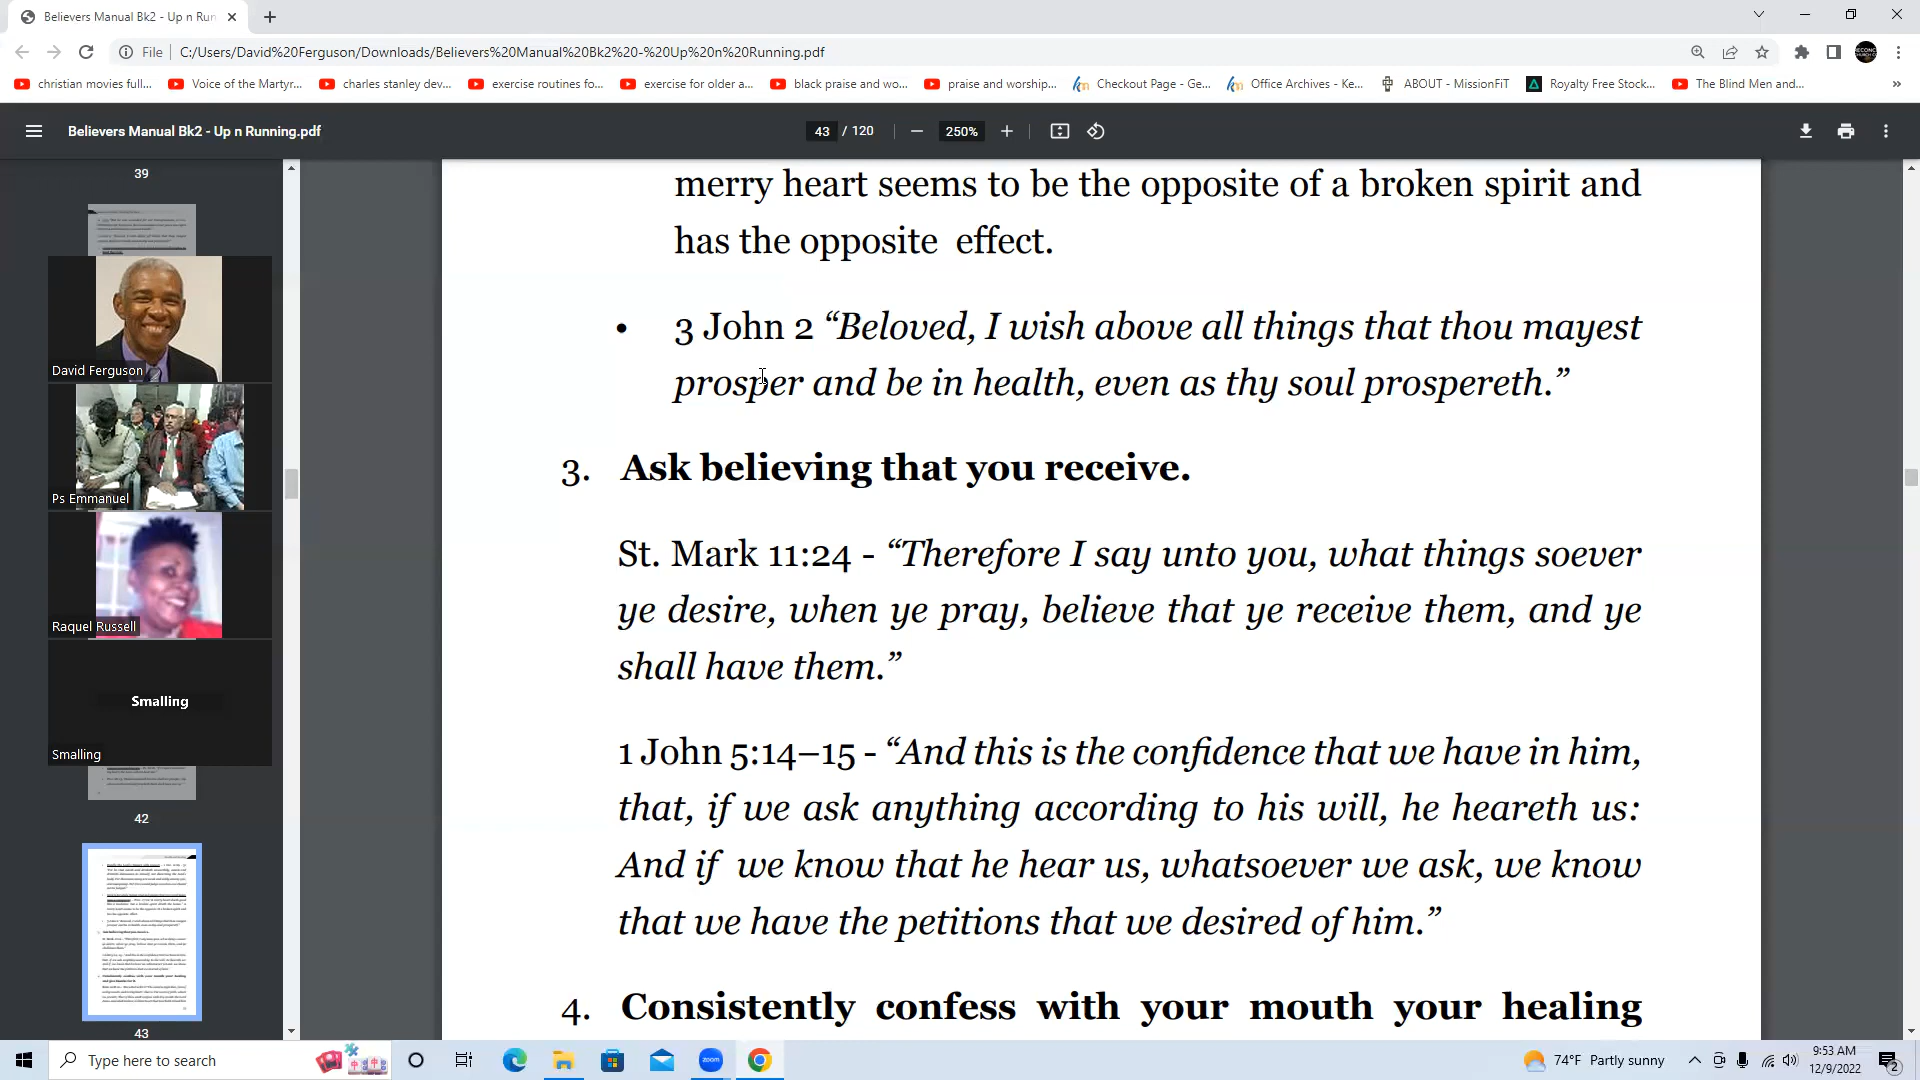 Believers Manual Bk2 - Up n Run
File C:/Users/David%20Ferguson/Downloads/Believers%20Manual%20Bk2%20-%20Up%20n%20Running.pdf
christian movies full... Voice of the Martyr... charles stanley dev... exercise routines fo... exercise for older a... black praise and wo... praise and worship... Checkout Page - Ge... Office Archives - Ke... ABOUT - MissionFiT Royalty Free Stock... The Blind Men and... »
Believers Manual Bk2 - Up n Running.pdf 43 / 120 250%
39
David Ferguson
Ps Emmanuel
Raquel Russell
Smalling
Smalling
42
43
merry heart seems to be the opposite of a broken spirit and
has the opposite effect.
• 3 John 2 “Beloved, I wish above all things that thou mayest
prosper and be in health, even as thy soul prospereth.”
3. Ask believing that you receive.
St. Mark 11:24 - “Therefore I say unto you, what things soever
ye desire, when ye pray, believe that ye receive them, and ye
shall have them.”
1 John 5:14–15 - “And this is the confidence that we have in him,
that, if we ask anything according to his will, he heareth us:
And if we know that he hear us, whatsoever we ask, we know
that we have the petitions that we desired of him.”
4. Consistently confess with your mouth your healing
Type here to search
zoom
74°F Partly sunny
9:53 AM
12/9/2022
2